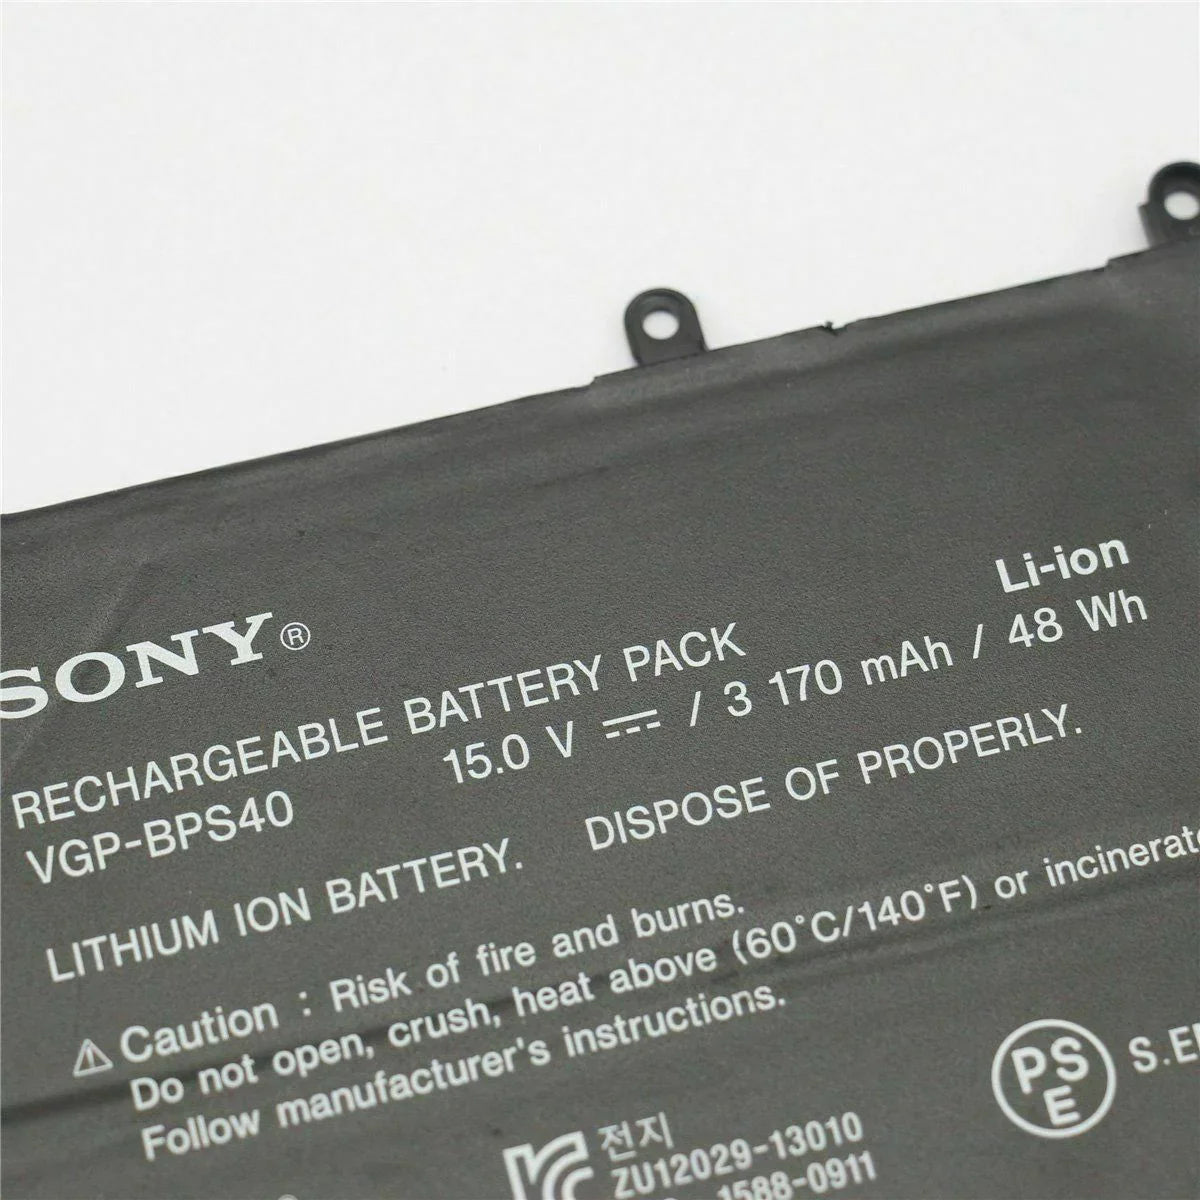 SONY®
Li-ion
RECHARGEABLE BATTERY PACK
15.0 V ⎓ / 3 170 mAh / 48 Wh
VGP-BPS40
LITHIUM ION BATTERY. DISPOSE OF PROPERLY.
⚠ Caution : Risk of fire and burns.
Do not open, crush, heat above (60°C/140°F) or
Follow manufacturer's instructions.
PSE
전지
ZU12029-13010
1588-0911